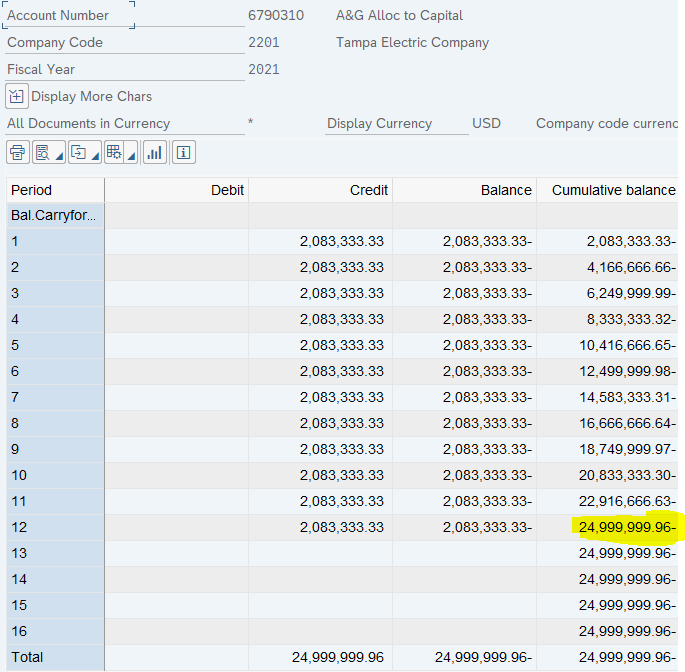 Account Number 6790310 A&G Alloc to Capital
Company Code 2201 Tampa Electric Company
Fiscal Year 2021
Display More Chars
All Documents in Currency * Display Currency USD Company code currenc
Period Debit Credit Balance Cumulative balance
Bal.Carryfor...
1 2,083,333.33 2,083,333.33- 2,083,333.33-
2 2,083,333.33 2,083,333.33- 4,166,666.66-
3 2,083,333.33 2,083,333.33- 6,249,999.99-
4 2,083,333.33 2,083,333.33- 8,333,333.32-
5 2,083,333.33 2,083,333.33- 10,416,666.65-
6 2,083,333.33 2,083,333.33- 12,499,999.98-
7 2,083,333.33 2,083,333.33- 14,583,333.31-
8 2,083,333.33 2,083,333.33- 16,666,666.64-
9 2,083,333.33 2,083,333.33- 18,749,999.97-
10 2,083,333.33 2,083,333.33- 20,833,333.30-
11 2,083,333.33 2,083,333.33- 22,916,666.63-
12 2,083,333.33 2,083,333.33- 24,999,999.96-
13 24,999,999.96-
14 24,999,999.96-
15 24,999,999.96-
16 24,999,999.96-
Total 24,999,999.96 24,999,999.96- 24,999,999.96-